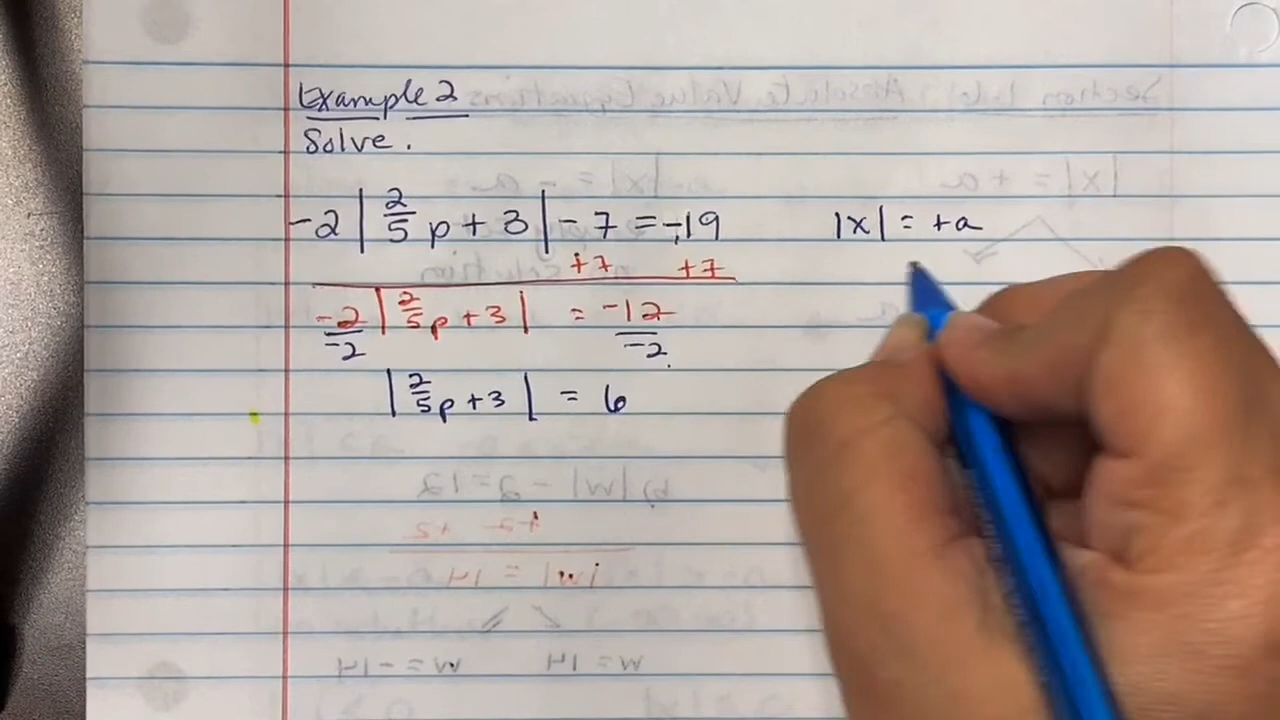 Example 2
Solve.
-2 | 2/5 p + 3 | - 7 = -19
|x| = +a
+7 +7
-2 | 2/5 p + 3 | = -12
-2 -2
| 2/5 p + 3 | = 6